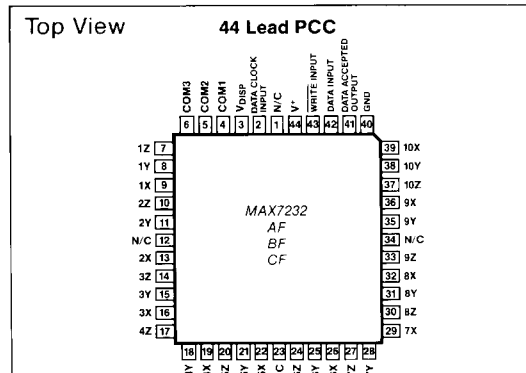 Top View
44 Lead PCC
COM3
COM2
COM1
VDISP
DATA CLOCK
INPUT
N/C
V+
WRITE INPUT
DATA INPUT
DATA ACCEPTED
OUTPUT
GND
6 5 4 3 2 1 44 43 42 41 40
1Z 7
1Y 8
1X 9
2Z 10
2Y 11
N/C 12
2X 13
3Z 14
3Y 15
3X 16
4Z 17
MAX7232
AF
BF
CF
39 10X
38 10Y
37 10Z
36 9X
35 9Y
34 N/C
33 9Z
32 8X
31 8Y
30 8Z
29 7X
18 19 20 21 22 23 24 25 26 27 28